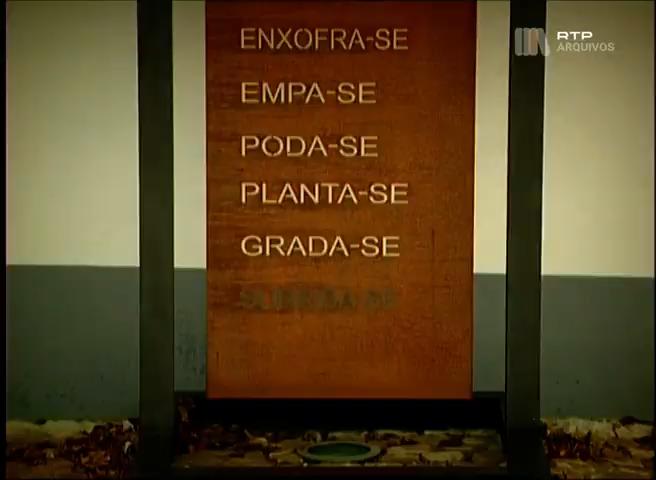 ENXOFRA-SE
EMPA-SE
PODA-SE
PLANTA-SE
GRADA-SE
RTP
ARQUIVOS